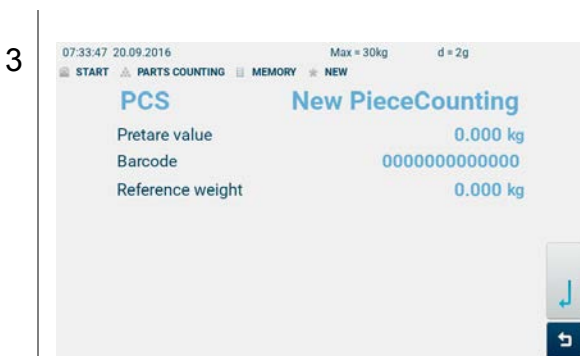 3
07:33:47 20.09.2016 Max = 30kg d = 2g
START PARTS COUNTING MEMORY NEW
PCS New PieceCounting
Pretare value 0.000 kg
Barcode 0000000000000
Reference weight 0.000 kg